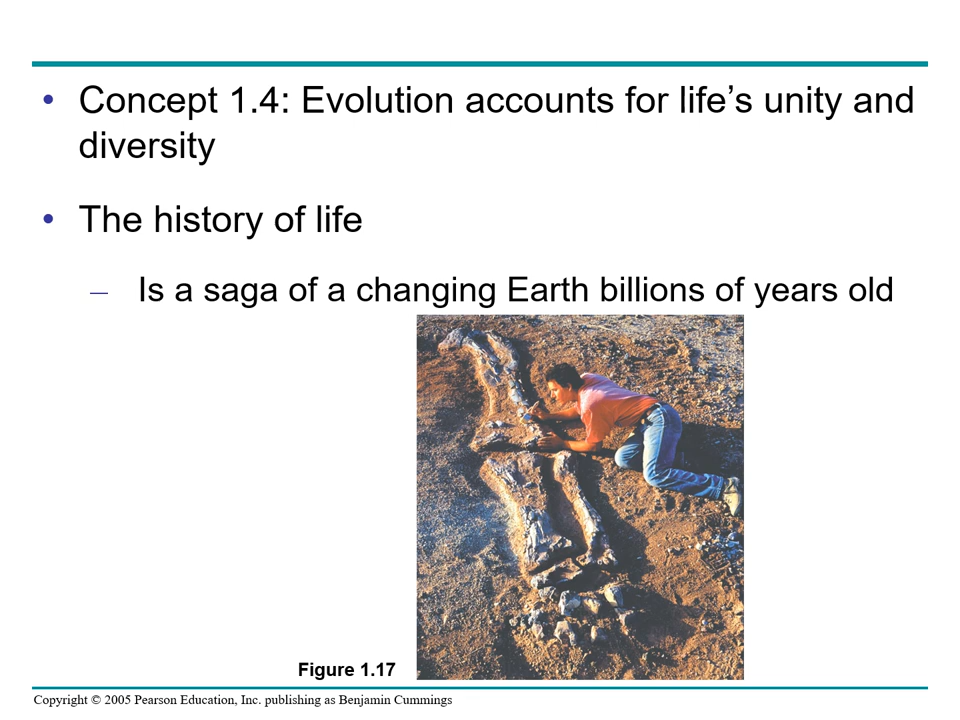 • Concept 1.4: Evolution accounts for life’s unity and
diversity
• The history of life
– Is a saga of a changing Earth billions of years old
Figure 1.17
Copyright © 2005 Pearson Education, Inc. publishing as Benjamin Cummings